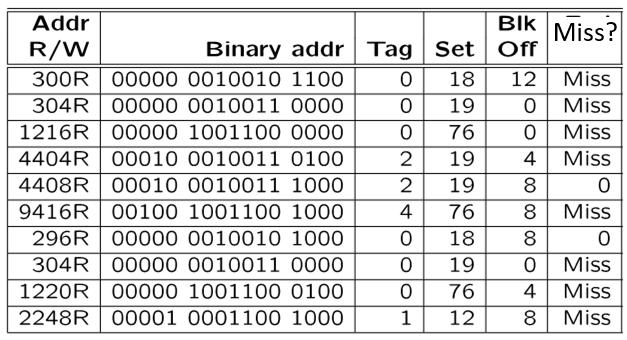 Addr R/W Binary addr Tag Set Blk Off Miss?
300R 00000 0010010 1100 0 18 12 Miss
304R 00000 0010011 0000 0 19 0 Miss
1216R 00000 1001100 0000 0 76 0 Miss
4404R 00010 0010011 0100 2 19 4 Miss
4408R 00010 0010011 1000 2 19 8 0
9416R 00100 1001100 1000 4 76 8 Miss
296R 00000 0010010 1000 0 18 8 0
304R 00000 0010011 0000 0 19 0 Miss
1220R 00000 1001100 0100 0 76 4 Miss
2248R 00001 0001100 1000 1 12 8 Miss